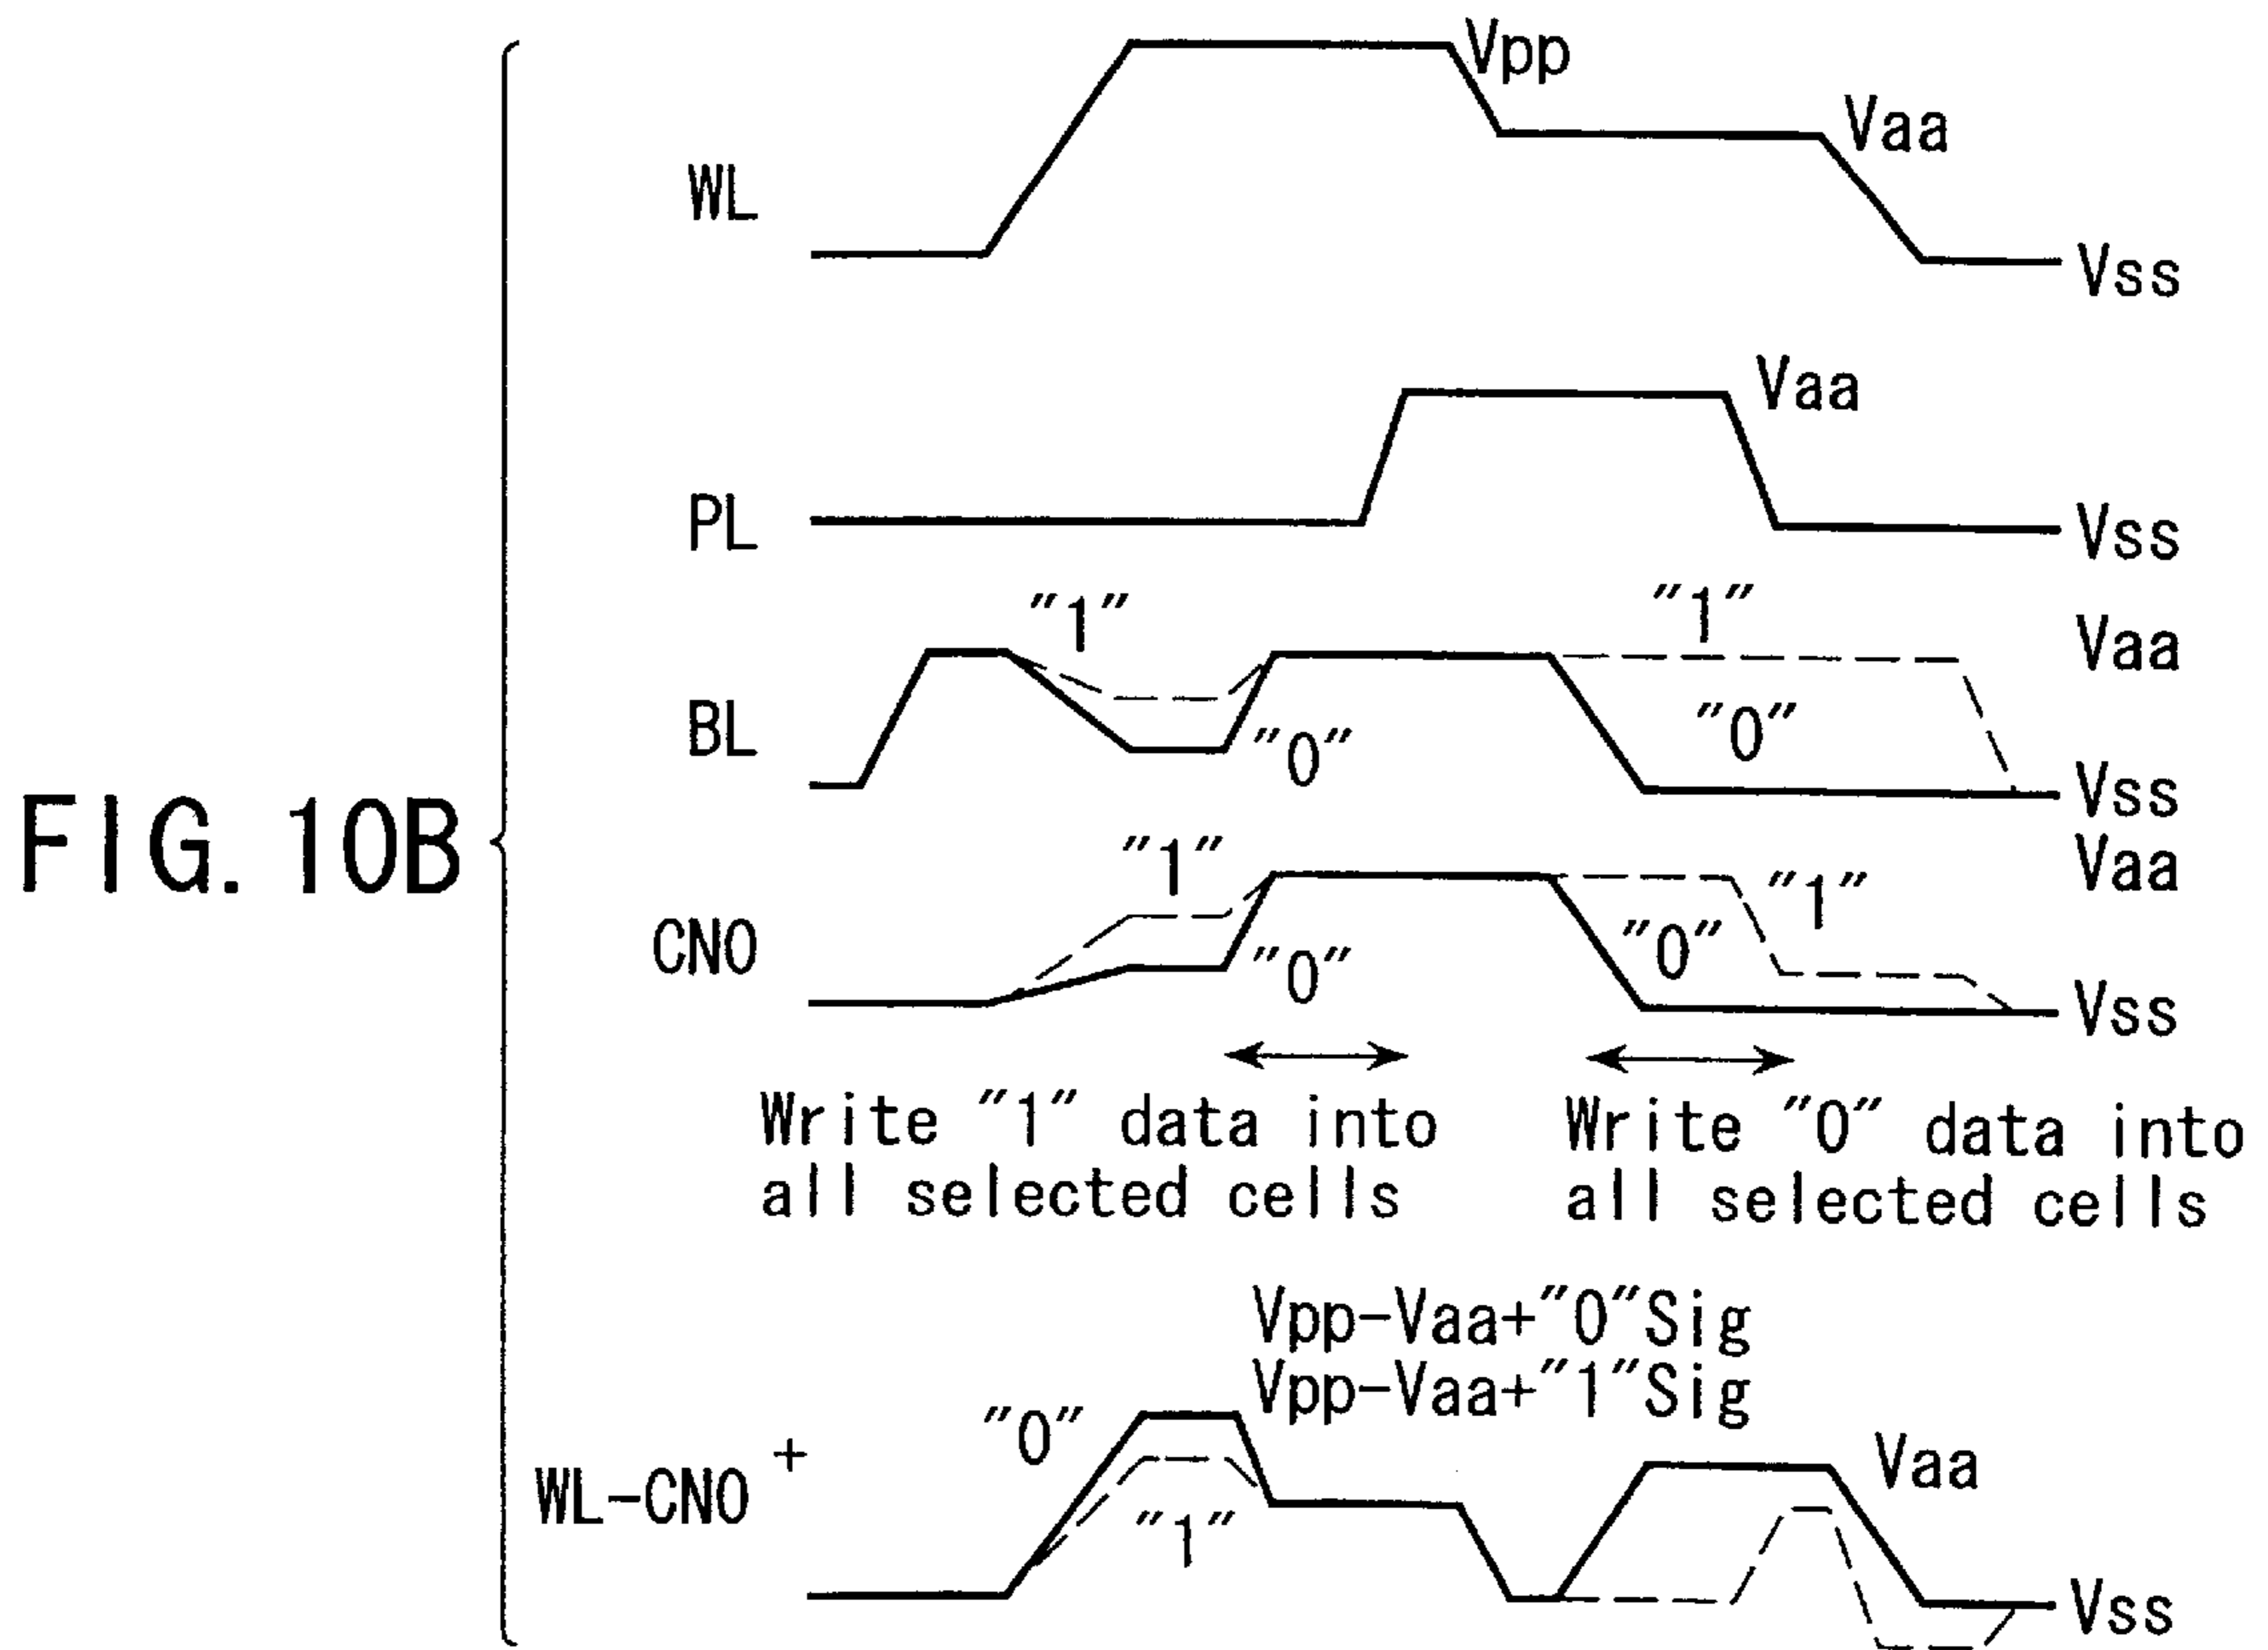 FIG. 10B
WL
Vpp
Vaa
Vss
PL
Vaa
Vss
BL
"1"
"0"
"1"
"0"
Vaa
Vss
CNO
"1"
"0"
"0"
"1"
Vaa
Vss
Write "1" data into
all selected cells
Write "0" data into
all selected cells
Vpp-Vaa+"0"Sig
Vpp-Vaa+"1"Sig
WL-CNO +
"0"
"1"
Vaa
Vss